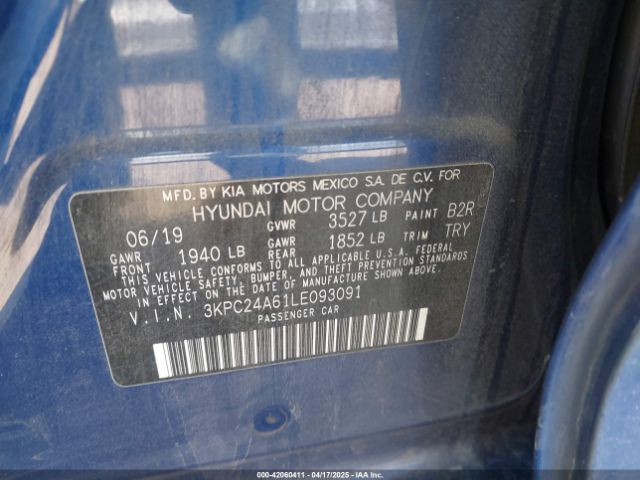 MFD. BY KIA MOTORS MEXICO S.A. DE C.V. FOR
HYUNDAI MOTOR COMPANY
06/19 GVWR 3527 LB PAINT B2R
GAWR FRONT 1940 LB GAWR REAR 1852 LB TRIM TRY
THIS VEHICLE CONFORMS TO ALL APPLICABLE U.S.A. FEDERAL
MOTOR VEHICLE SAFETY, BUMPER, AND THEFT PREVENTION STANDARDS
IN EFFECT ON THE DATE OF MANUFACTURE SHOWN ABOVE.
V.I.N. 3KPC24A61LE093091
PASSENGER CAR
000-42060411 - 04/17/2025 - IAAI.COM